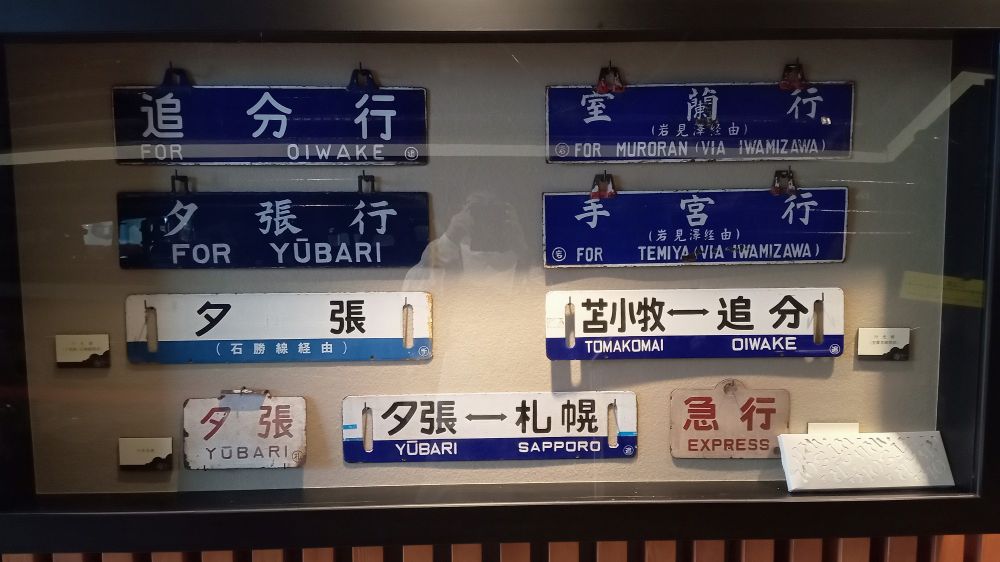 追分行
FOR OIWAKE
室蘭行
(岩見澤経由)
FOR MURORAN (VIA IWAMIZAWA)
夕張行
FOR YŪBARI
手宮行
(岩見澤経由)
FOR TEMIYA (VIA IWAMIZAWA)
夕張
(石勝線経由)
苫小牧←追分
TOMAKOMAI OIWAKE 追
夕張
YŪBARI 札
夕張←札幌
YŪBARI SAPPORO
急行
EXPRESS